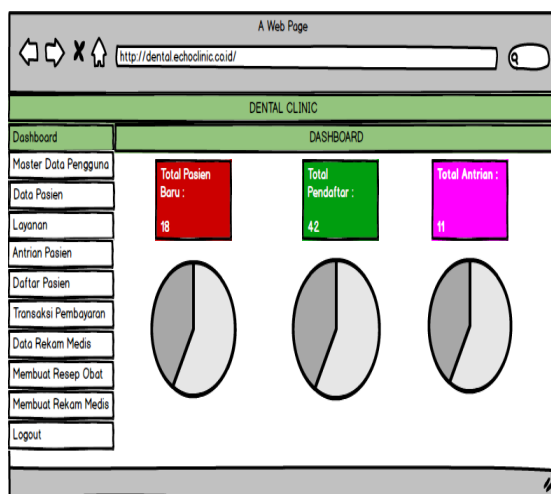 A Web Page
http://dental.echoclinic.co.id/
DENTAL CLINIC
Dashboard
DASHBOARD
Master Data Pengguna
Data Pasien
Layanan
Antrian Pasien
Daftar Pasien
Transaksi Pembayaran
Data Rekam Medis
Membuat Resep Obat
Membuat Rekam Medis
Logout
Total Pasien
Baru :
18
Total
Pendaftar :
42
Total Antrian :
11